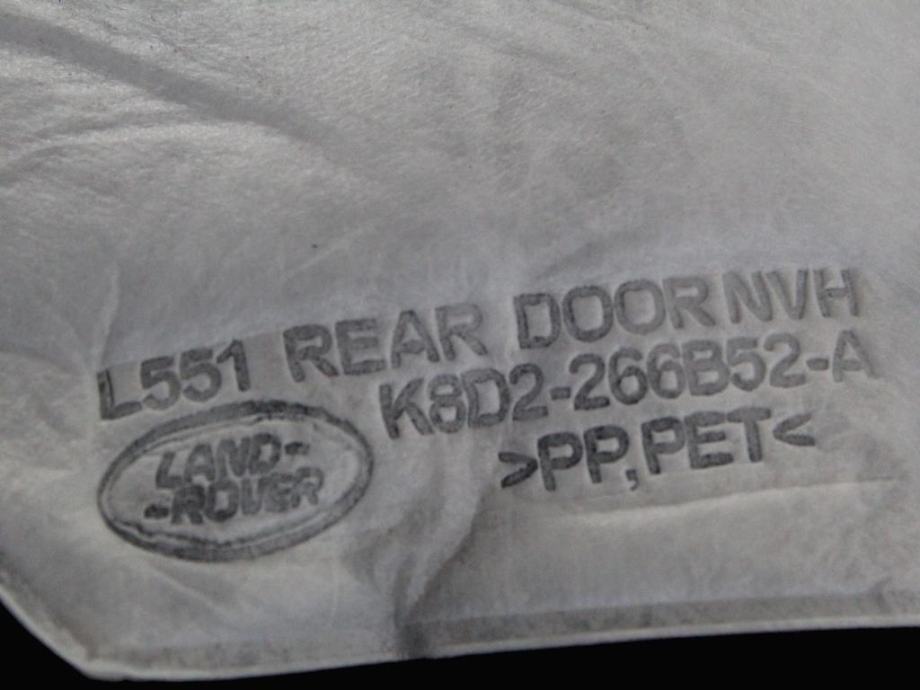 L551 REAR DOOR NVH
K8D2-266B52-A
>PP,PET<
LAND-
-ROVER